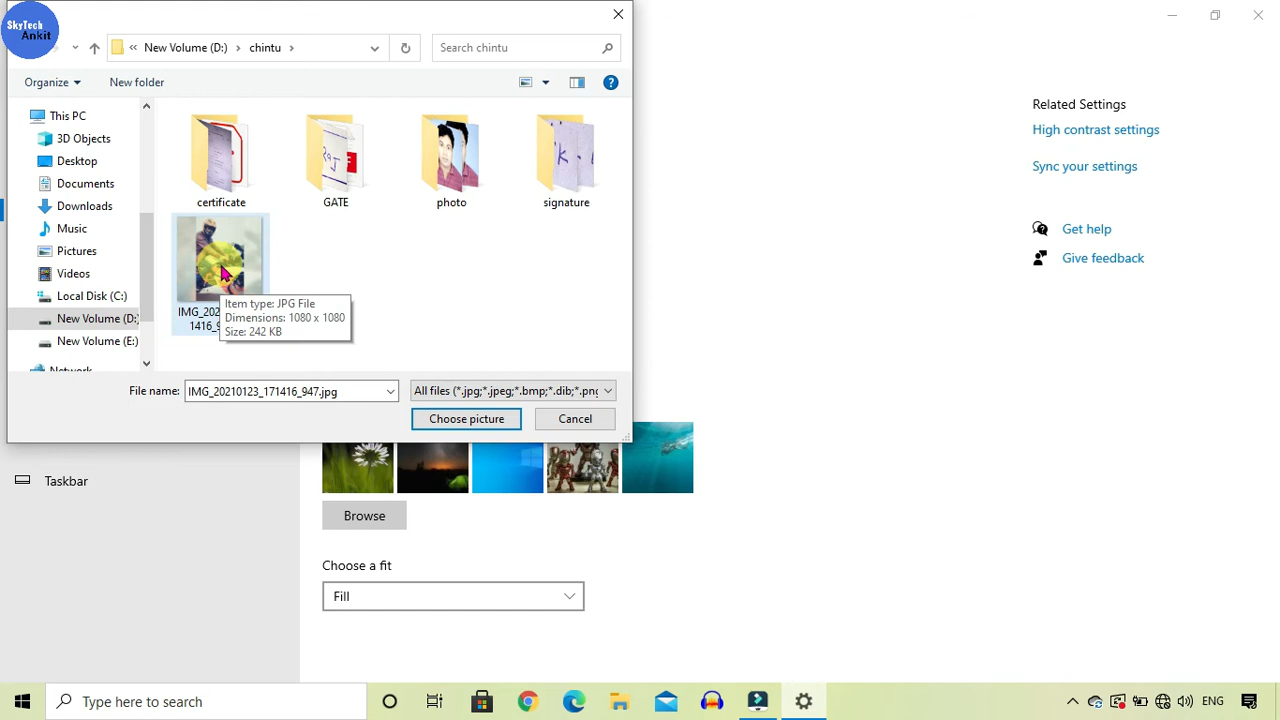 SkyTech
Ankit
New Volume (D:)
chintu
Search chintu
Organize
New folder
This PC
3D Objects
Desktop
Documents
Downloads
Music
Pictures
Videos
Local Disk (C:)
New Volume (D:
New Volume (E:)
Network
certificate
GATE
photo
signature
IMG_202
1416_9
Item type: JPG File
Dimensions: 1080 x 1080
Size: 242 KB
File name:
IMG_20210123_171416_947.jpg
All files (*.jpg;*.jpeg;*.bmp;*.dib;*.png
Choose picture
Cancel
Related Settings
High contrast settings
Sync your settings
Get help
Give feedback
Taskbar
Browse
Choose a fit
Fill
Type here to search
ENG